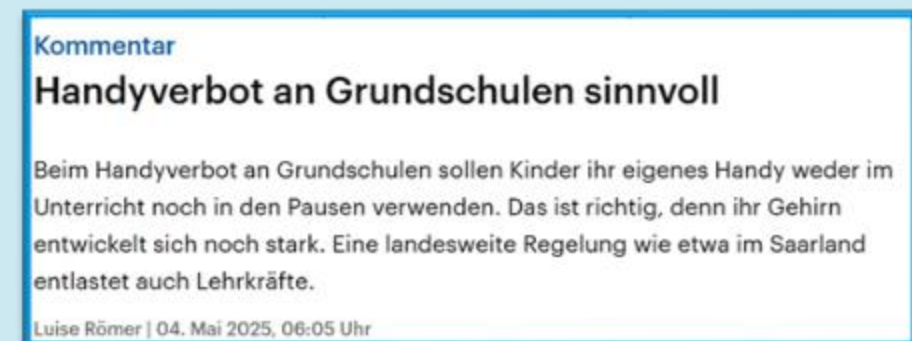 Kommentar
Handyverbot an Grundschulen sinnvoll
Beim Handyverbot an Grundschulen sollen Kinder ihr eigenes Handy weder im
Unterricht noch in den Pausen verwenden. Das ist richtig, denn ihr Gehirn
entwickelt sich noch stark. Eine landesweite Regelung wie etwa im Saarland
entlastet auch Lehrkräfte.
Luise Römer | 04. Mai 2025, 06:05 Uhr